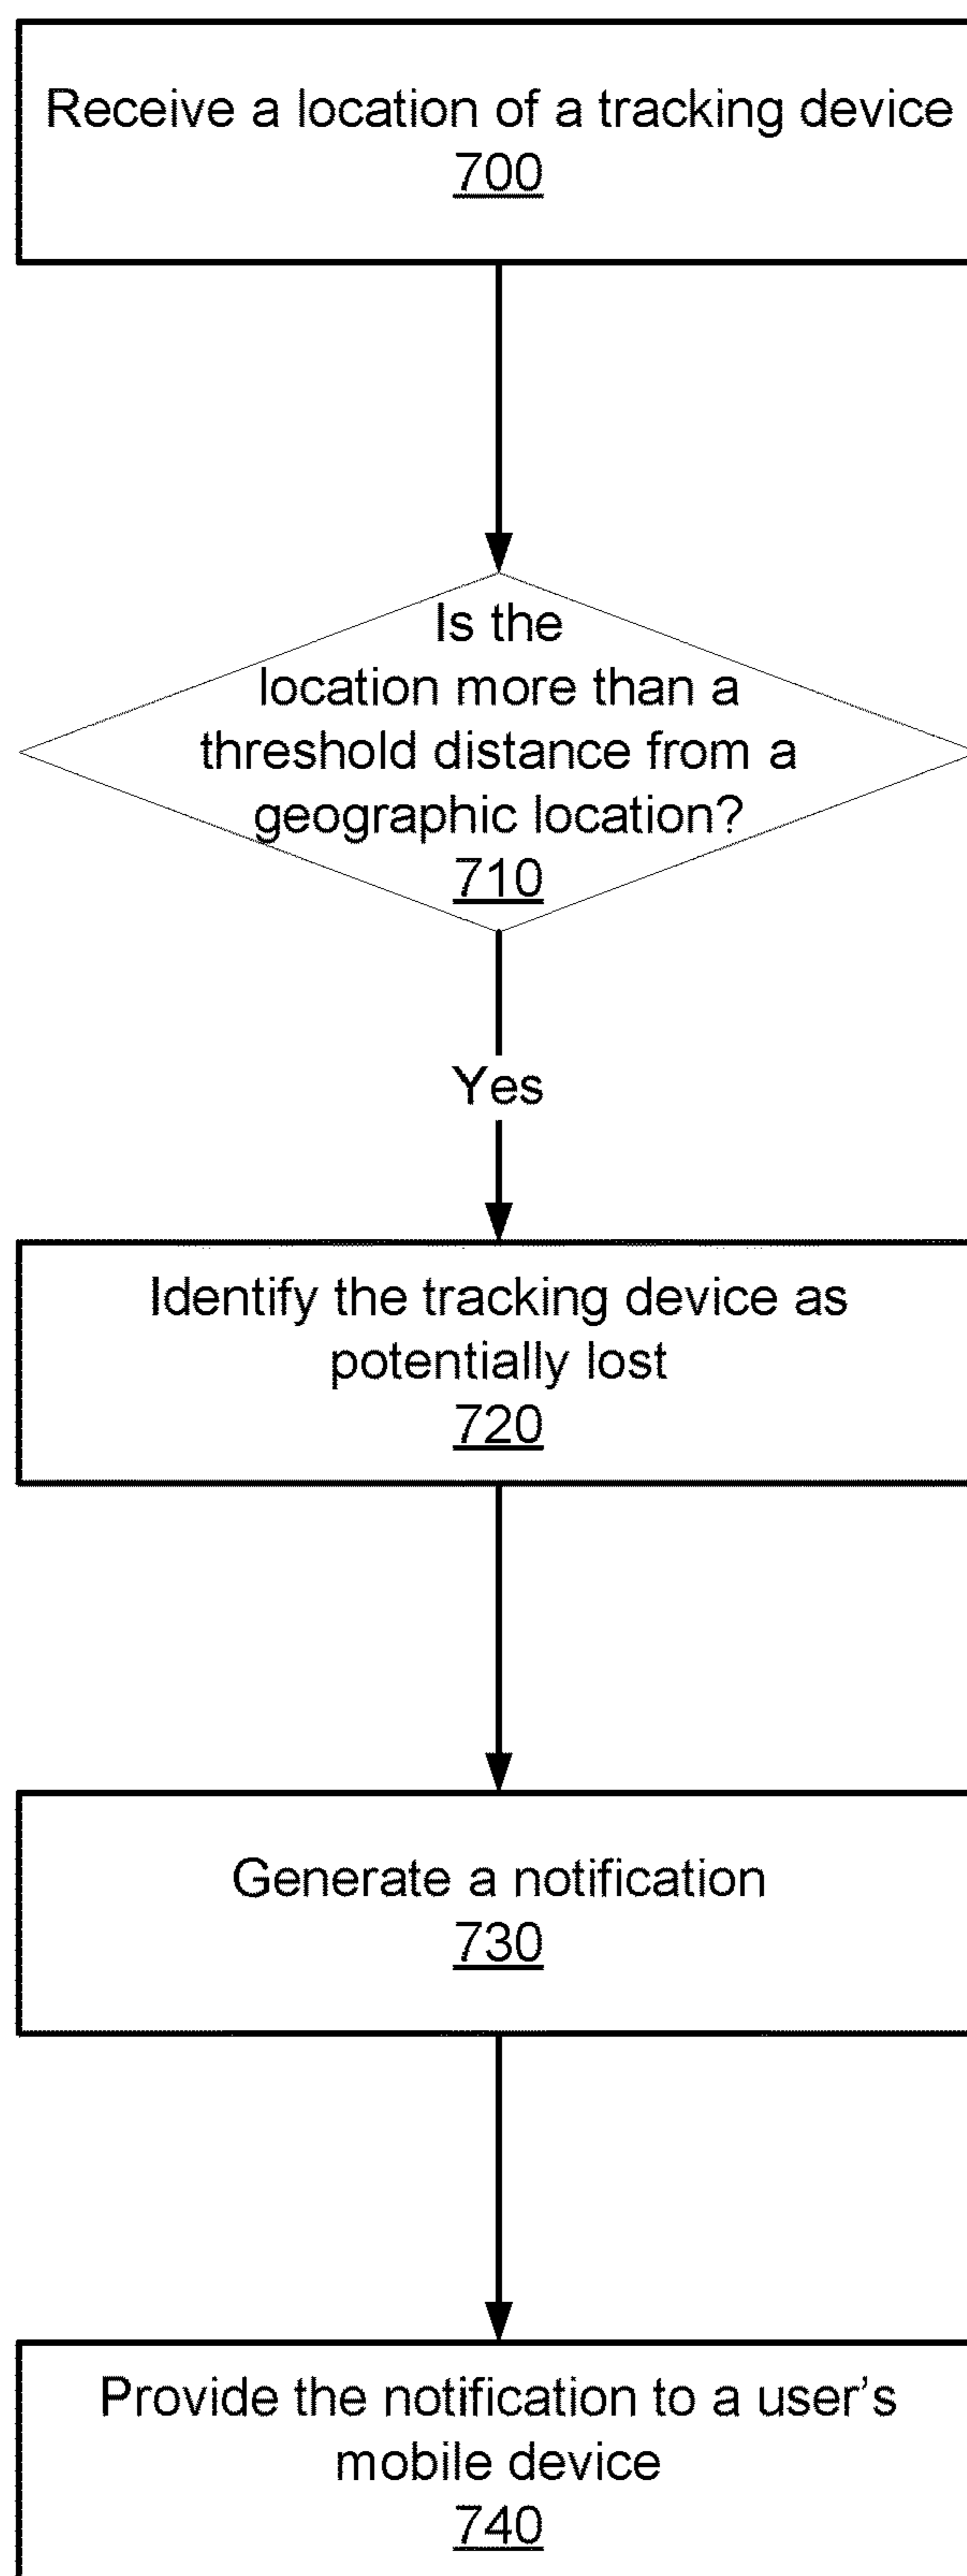 Receive a location of a tracking device
700
Is the
location more than a
threshold distance from a
geographic location?
710
Yes
Identify the tracking device as
potentially lost
720
Generate a notification
730
Provide the notification to a user's
mobile device
740